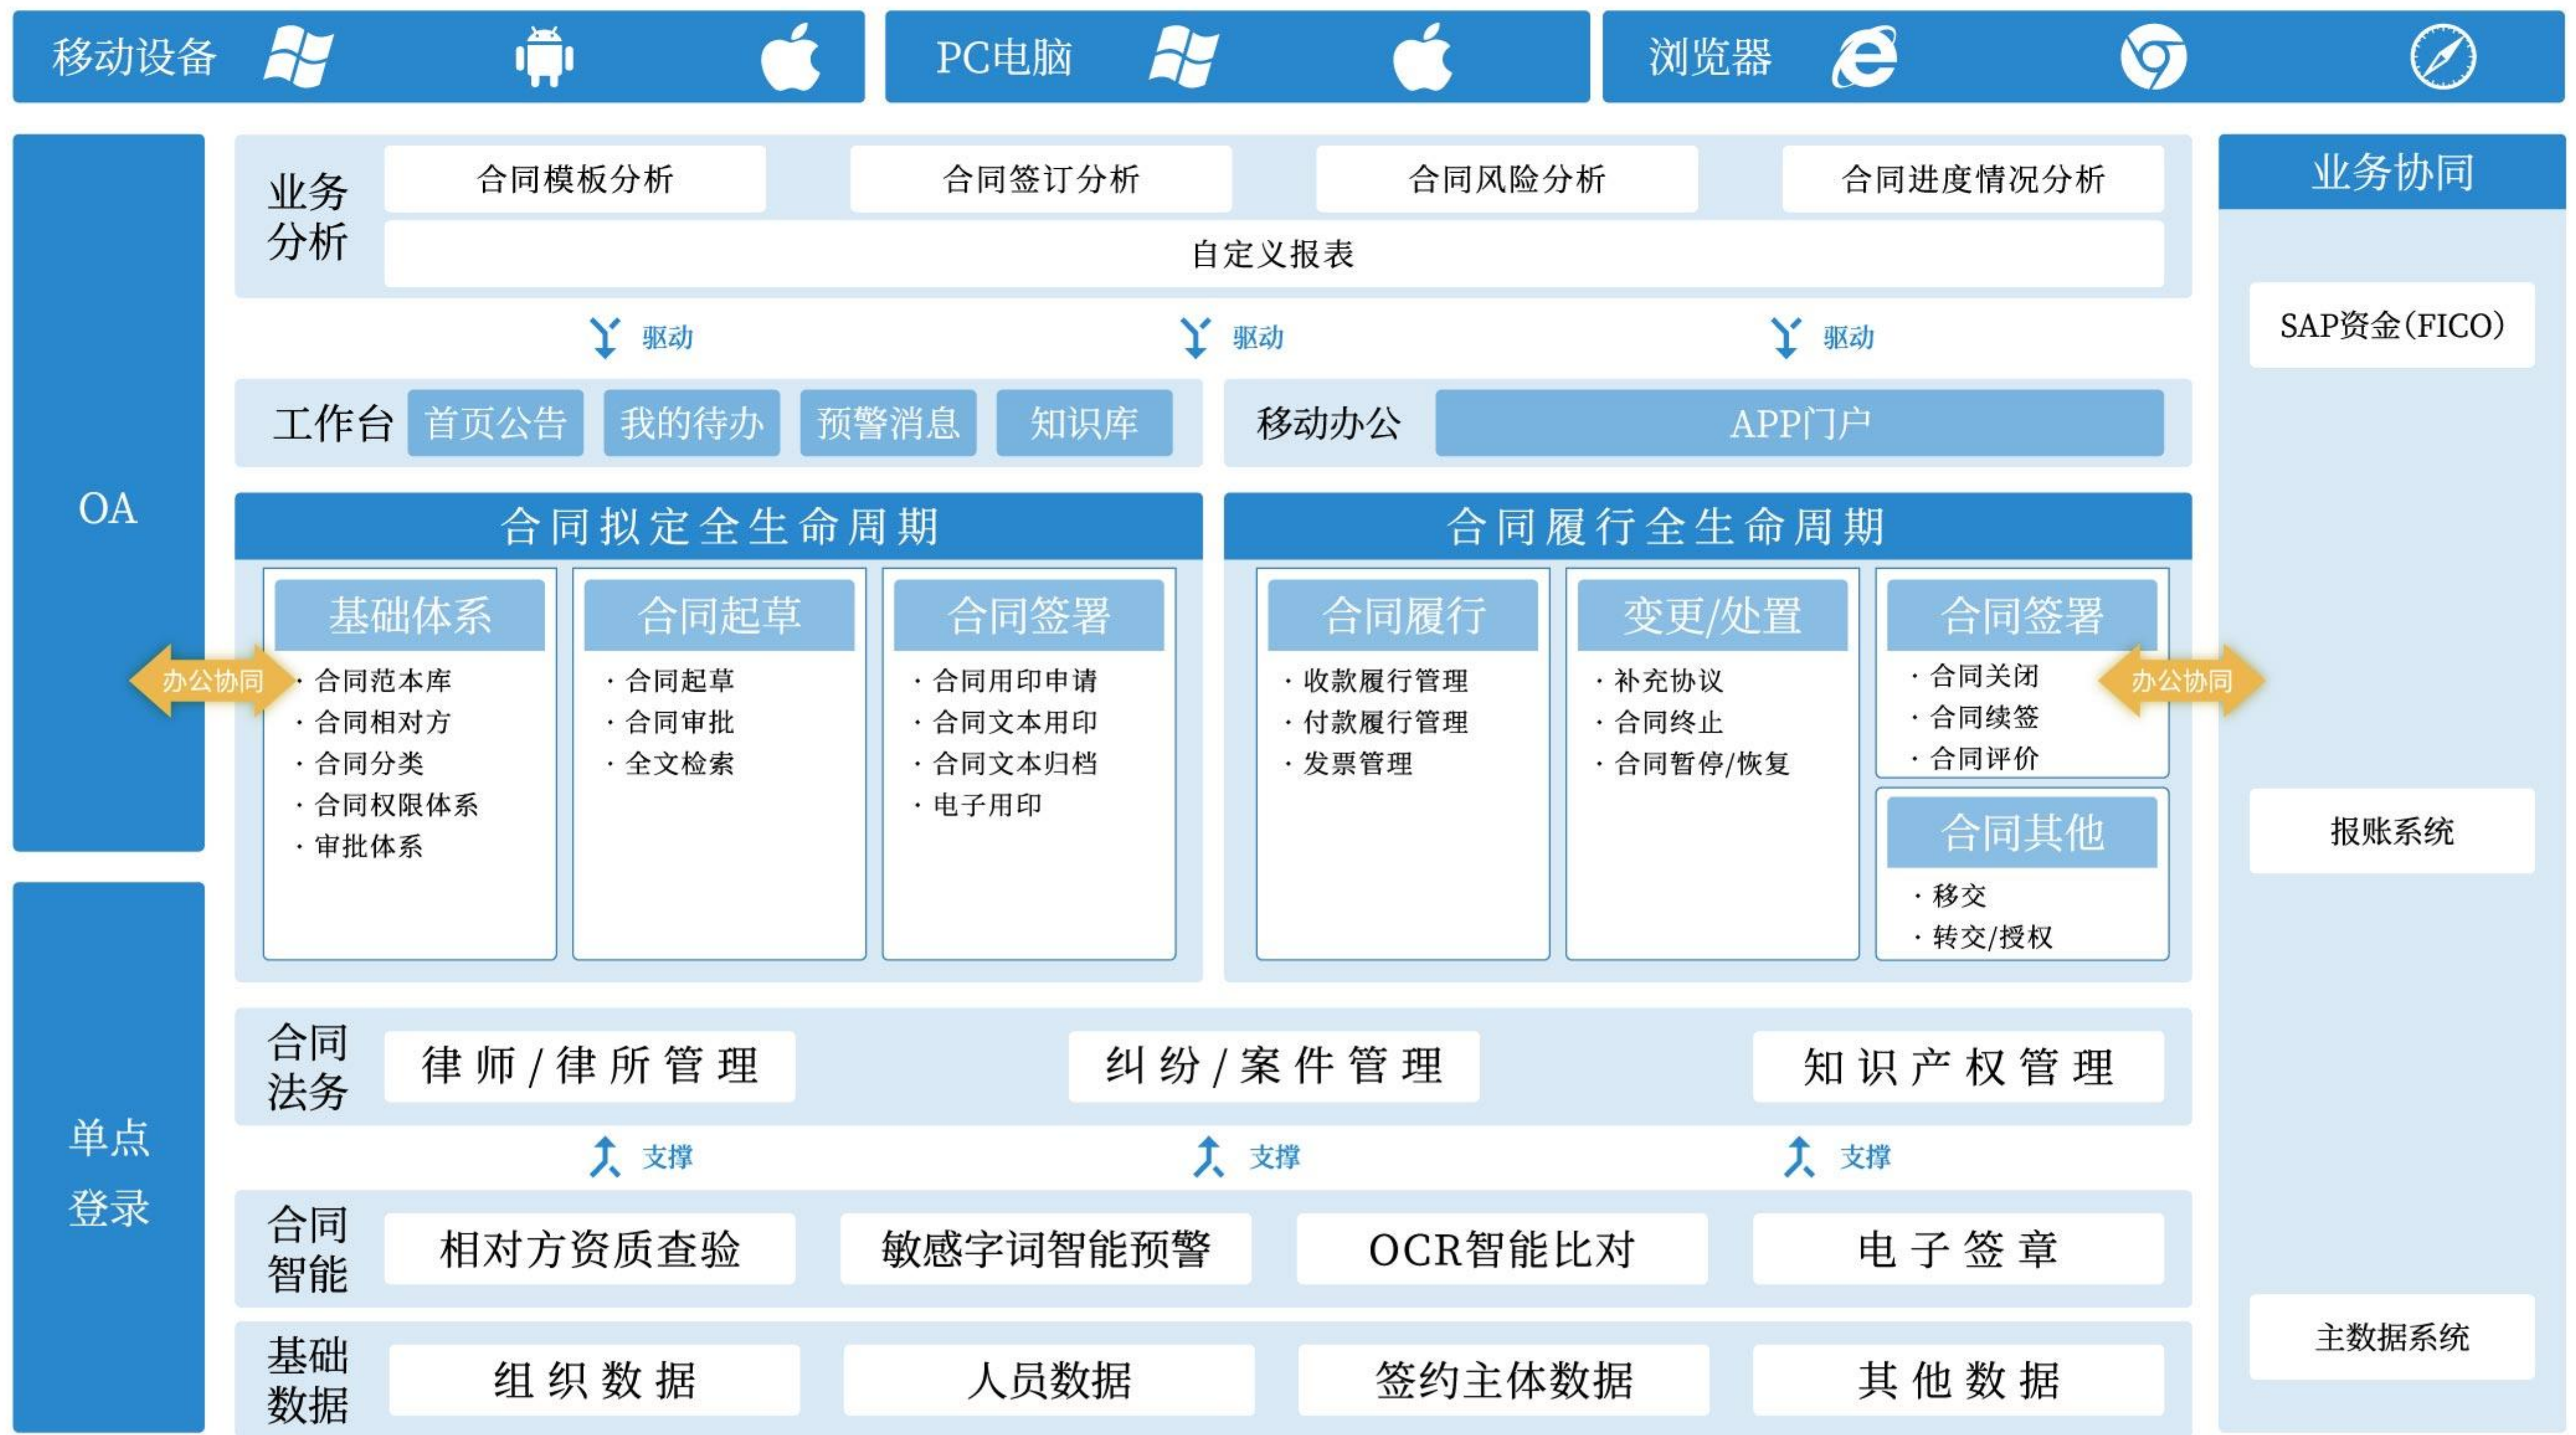 移动设备
PC电脑
浏览器
OA
单点
登录
业务
分析
合同模板分析
合同签订分析
合同风险分析
合同进度情况分析
自定义报表
驱动
驱动
驱动
工作台
首页公告
我的待办
预警消息
知识库
移动办公
APP门户
合同拟定全生命周期
基础体系
· 合同范本库
· 合同相对方
· 合同分类
· 合同权限体系
· 审批体系
合同起草
· 合同起草
· 合同审批
· 全文检索
合同签署
· 合同用印申请
· 合同文本用印
· 合同文本归档
· 电子用印
合同履行全生命周期
合同履行
· 收款履行管理
· 付款履行管理
· 发票管理
变更/处置
· 补充协议
· 合同终止
· 合同暂停/恢复
合同签署
· 合同关闭
· 合同续签
· 合同评价
合同其他
· 移交
· 转交/授权
办公协同
办公协同
合同
法务
律师/律所管理
纠纷/案件管理
知识产权管理
支撑
支撑
支撑
合同
智能
相对方资质查验
敏感字词智能预警
OCR智能比对
电子签章
基础
数据
组织数据
人员数据
签约主体数据
其他数据
业务协同
SAP资金(FICO)
报账系统
主数据系统